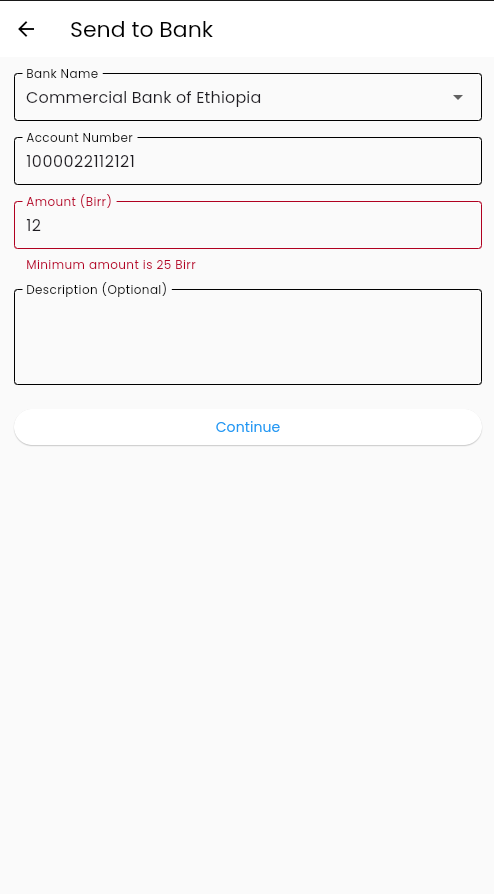 Send to Bank
Bank Name
Commercial Bank of Ethiopia
Account Number
1000022112121
Amount (Birr)
12
Minimum amount is 25 Birr
Description (Optional)
Continue